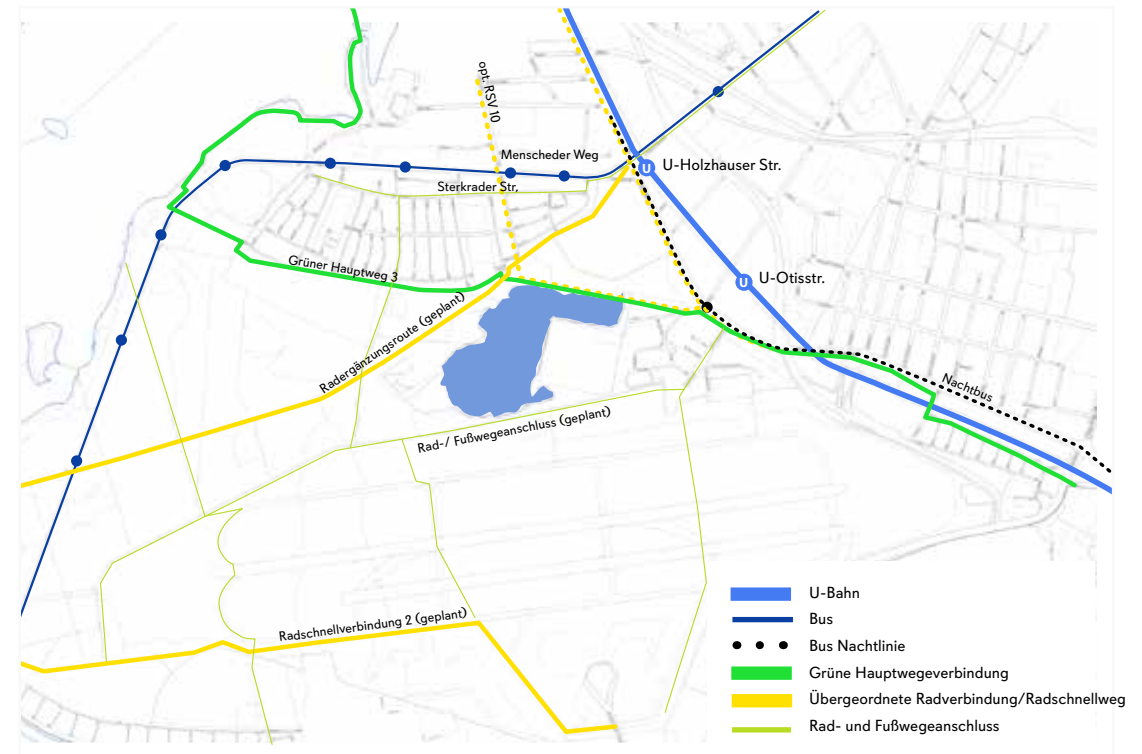 opt. RSV 10
Menscheder Weg
U U-Holzhauser Str.
Sterkrader Str.
Grüner Hauptweg 3
U U-Otisstr.
Radergänzungsroute (geplant)
Nachtbus
Rad-/ Fußwegeanschluss (geplant)
Radschnellverbindung 2 (geplant)
U-Bahn
Bus
Bus Nachtlinie
Grüne Hauptwegeverbindung
Übergeordnete Radverbindung/Radschnellweg
Rad- und Fußwegeanschluss